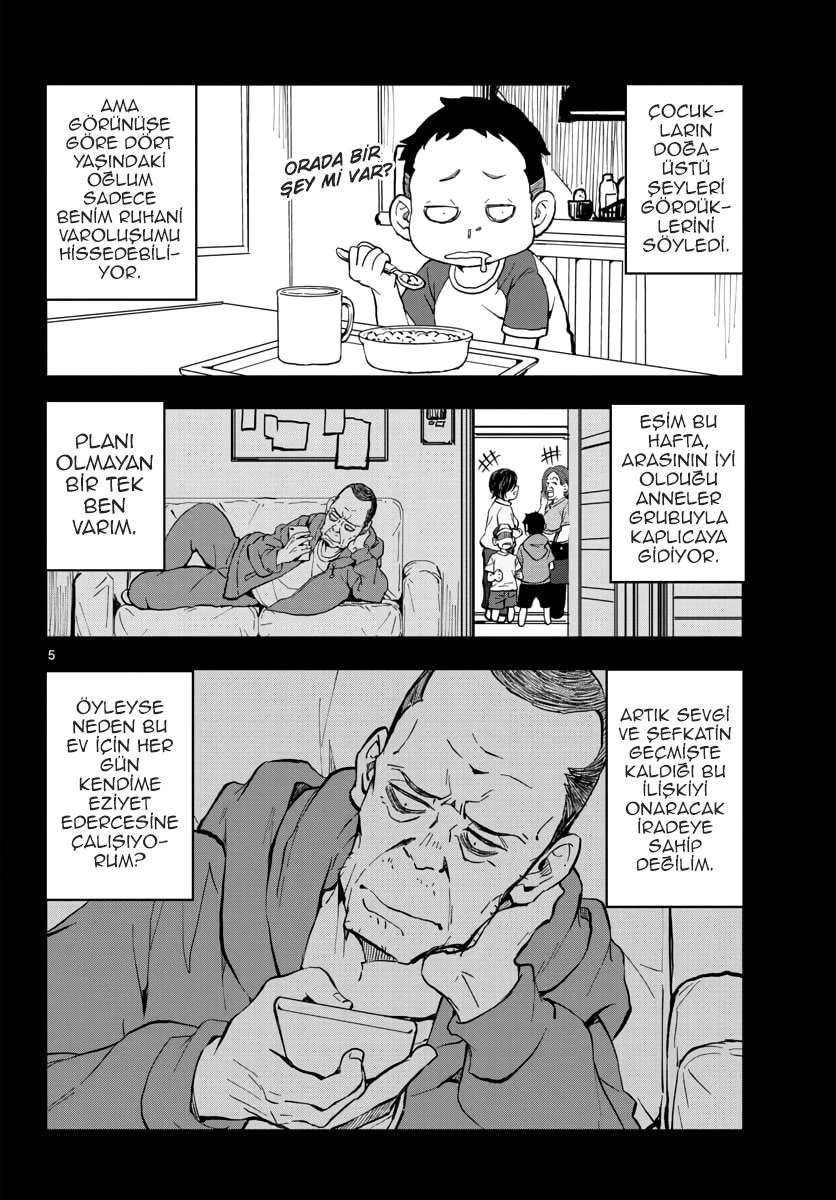 ÇOCUK-
LARIN
DOĞA-
ÜSTÜ
ŞEYLERİ
GÖRDÜK-
LERİNİ
SÖYLEDİ.
ORADA BİR
ŞEY Mİ VAR?
AMA
GÖRÜNÜŞE
GÖRE DÖRT
YAŞINDAKİ
OĞLUM
SADECE
BENİM RUHANİ
VAROLUŞUMU
HİSSEDEBİLİ-
YOR.
EŞİM BU
HAFTA,
ARASININ İYİ
OLDUĞU
ANNELER
GRUBUYLA
KAPLICAYA
GİDİYOR.
PLANI
OLMAYAN
BİR TEK
BEN
VARIM.
5
ARTIK SEVGİ
VE ŞEFKATİN
GEÇMİŞTE
KALDIĞI BU
İLİŞKİYİ
ONARACAK
İRADEYE
SAHİP
DEĞİLİM.
ÖYLEYSE
NEDEN BU
EV İÇİN HER
GÜN
KENDİME
EZİYET
EDERCESİNE
ÇALIŞIYO-
RUM?